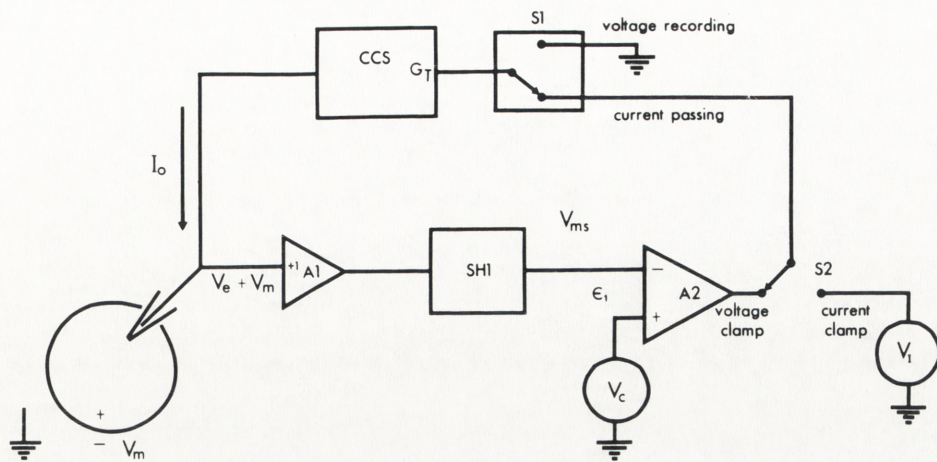 S1
voltage recording
CCS
G_T
current passing
I_o
V_ms
+1 A1
SH1
V_e + V_m
ϵ_1
−
+
A2
S2
voltage
clamp
current
clamp
V_I
V_c
+
− V_m